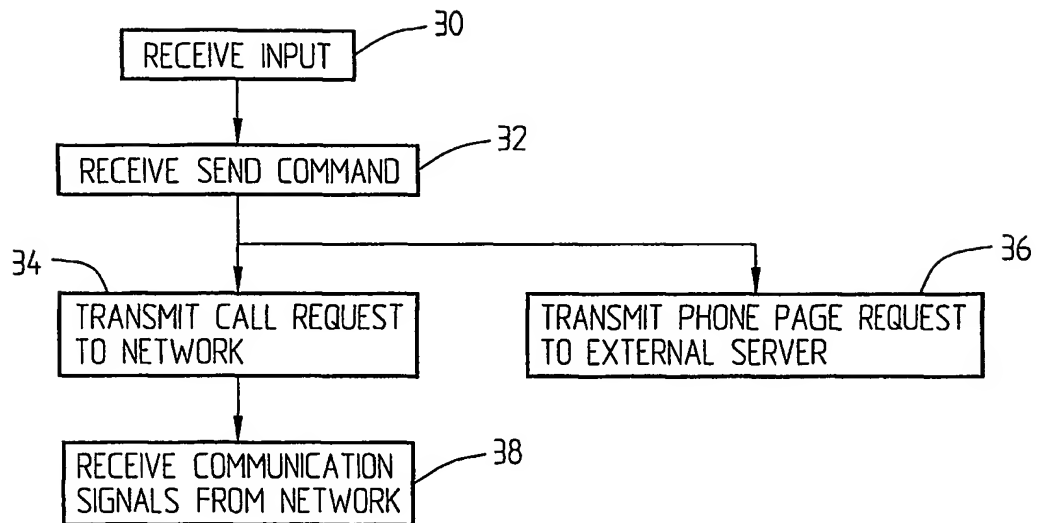 30
RECEIVE INPUT
32
RECEIVE SEND COMMAND
34
36
TRANSMIT CALL REQUEST
TO NETWORK
TRANSMIT PHONE PAGE REQUEST
TO EXTERNAL SERVER
38
RECEIVE COMMUNICATION
SIGNALS FROM NETWORK